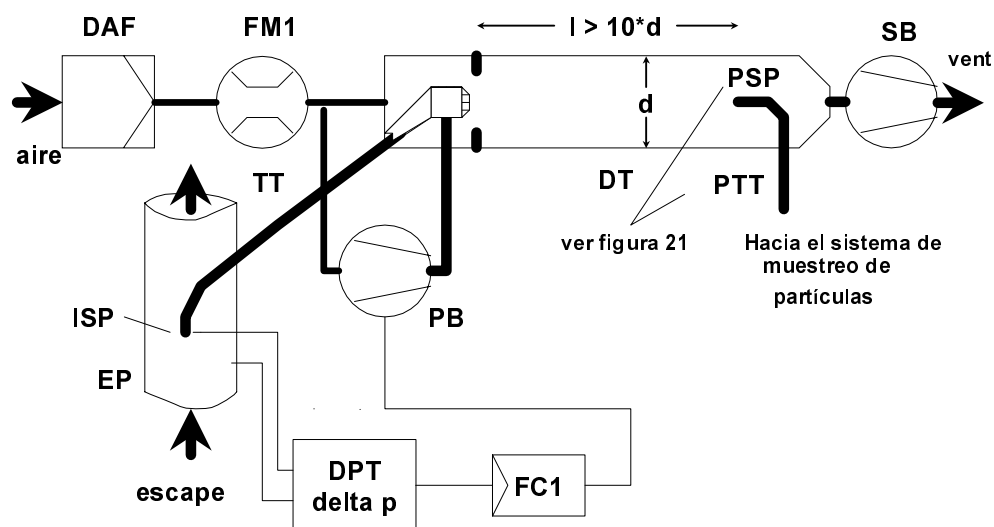 DAF
FM1
l > 10*d
SB
vent
PSP
d
aire
TT
DT
PTT
ver figura 21
Hacia el sistema de
muestreo de
partículas
ISP
PB
EP
escape
DPT
delta p
FC1